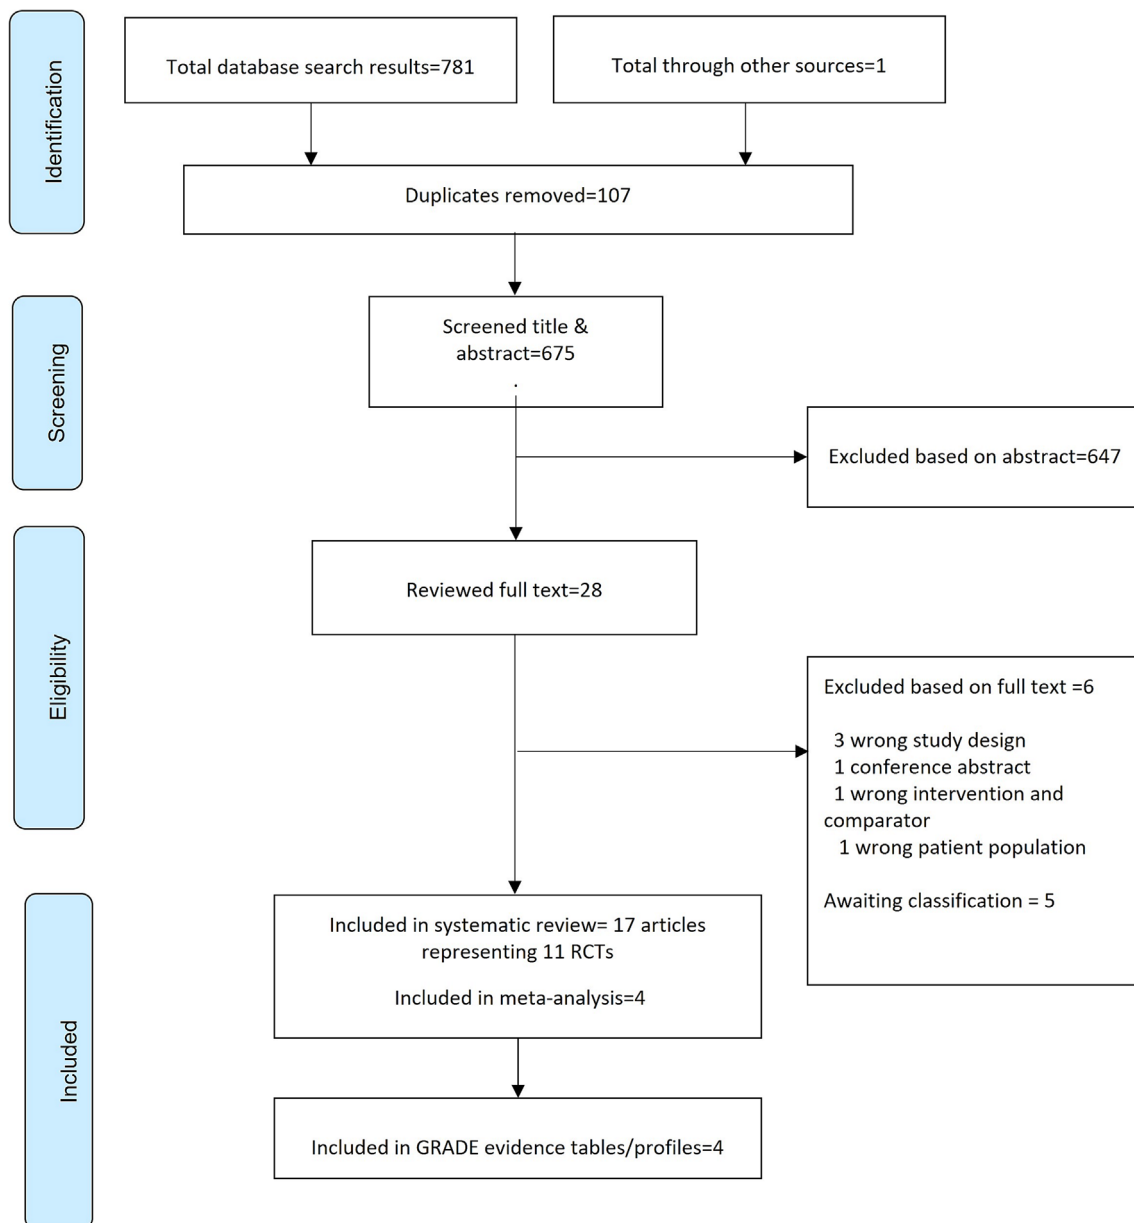 Identification
Total database search results=781
Total through other sources=1
Duplicates removed=107
Screening
Screened title &
abstract=675
.
Excluded based on abstract=647
Eligibility
Reviewed full text=28
Excluded based on full text =6
3 wrong study design
1 conference abstract
1 wrong intervention and
comparator
1 wrong patient population
Awaiting classification = 5
Included
Included in systematic review= 17 articles
representing 11 RCTs
Included in meta-analysis=4
Included in GRADE evidence tables/profiles=4